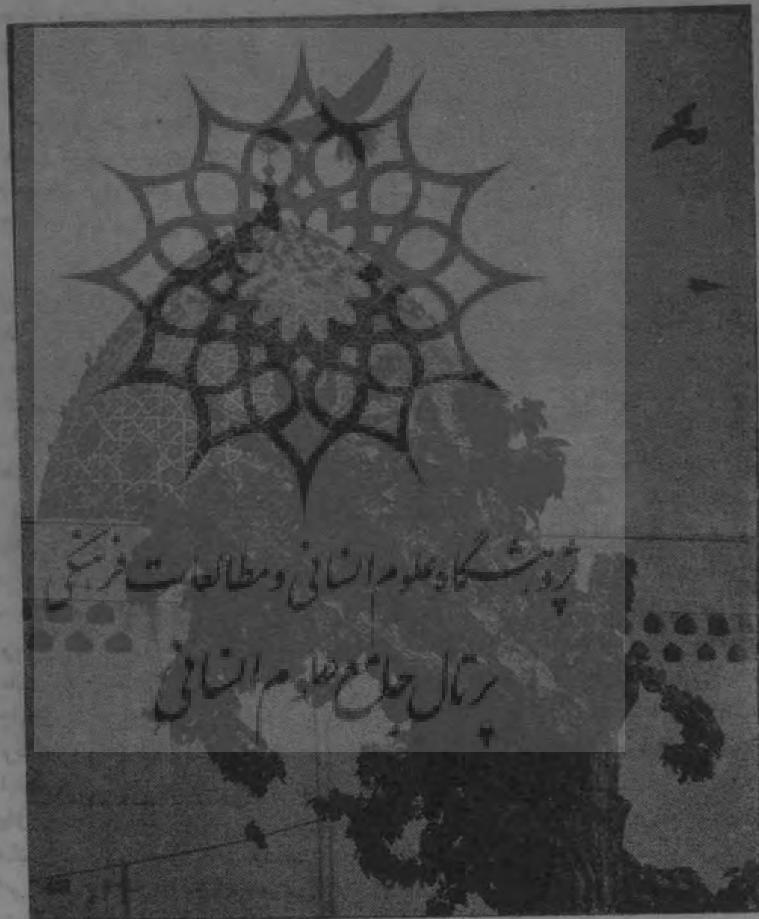 پژوهشگاه علوم انسانی و مطالعات فرهنگی
پرتال جامع علوم انسانی